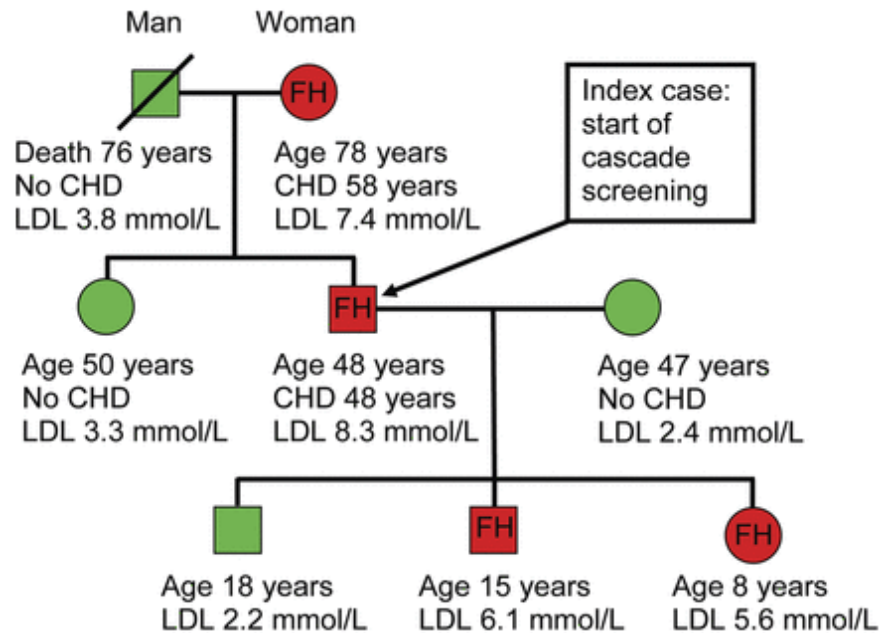 Man
Woman
FH
Index case:
start of
cascade
screening
Death 76 years
No CHD
LDL 3.8 mmol/L
Age 78 years
CHD 58 years
LDL 7.4 mmol/L
FH
Age 50 years
No CHD
LDL 3.3 mmol/L
Age 48 years
CHD 48 years
LDL 8.3 mmol/L
Age 47 years
No CHD
LDL 2.4 mmol/L
FH
FH
Age 18 years
LDL 2.2 mmol/L
Age 15 years
LDL 6.1 mmol/L
Age 8 years
LDL 5.6 mmol/L